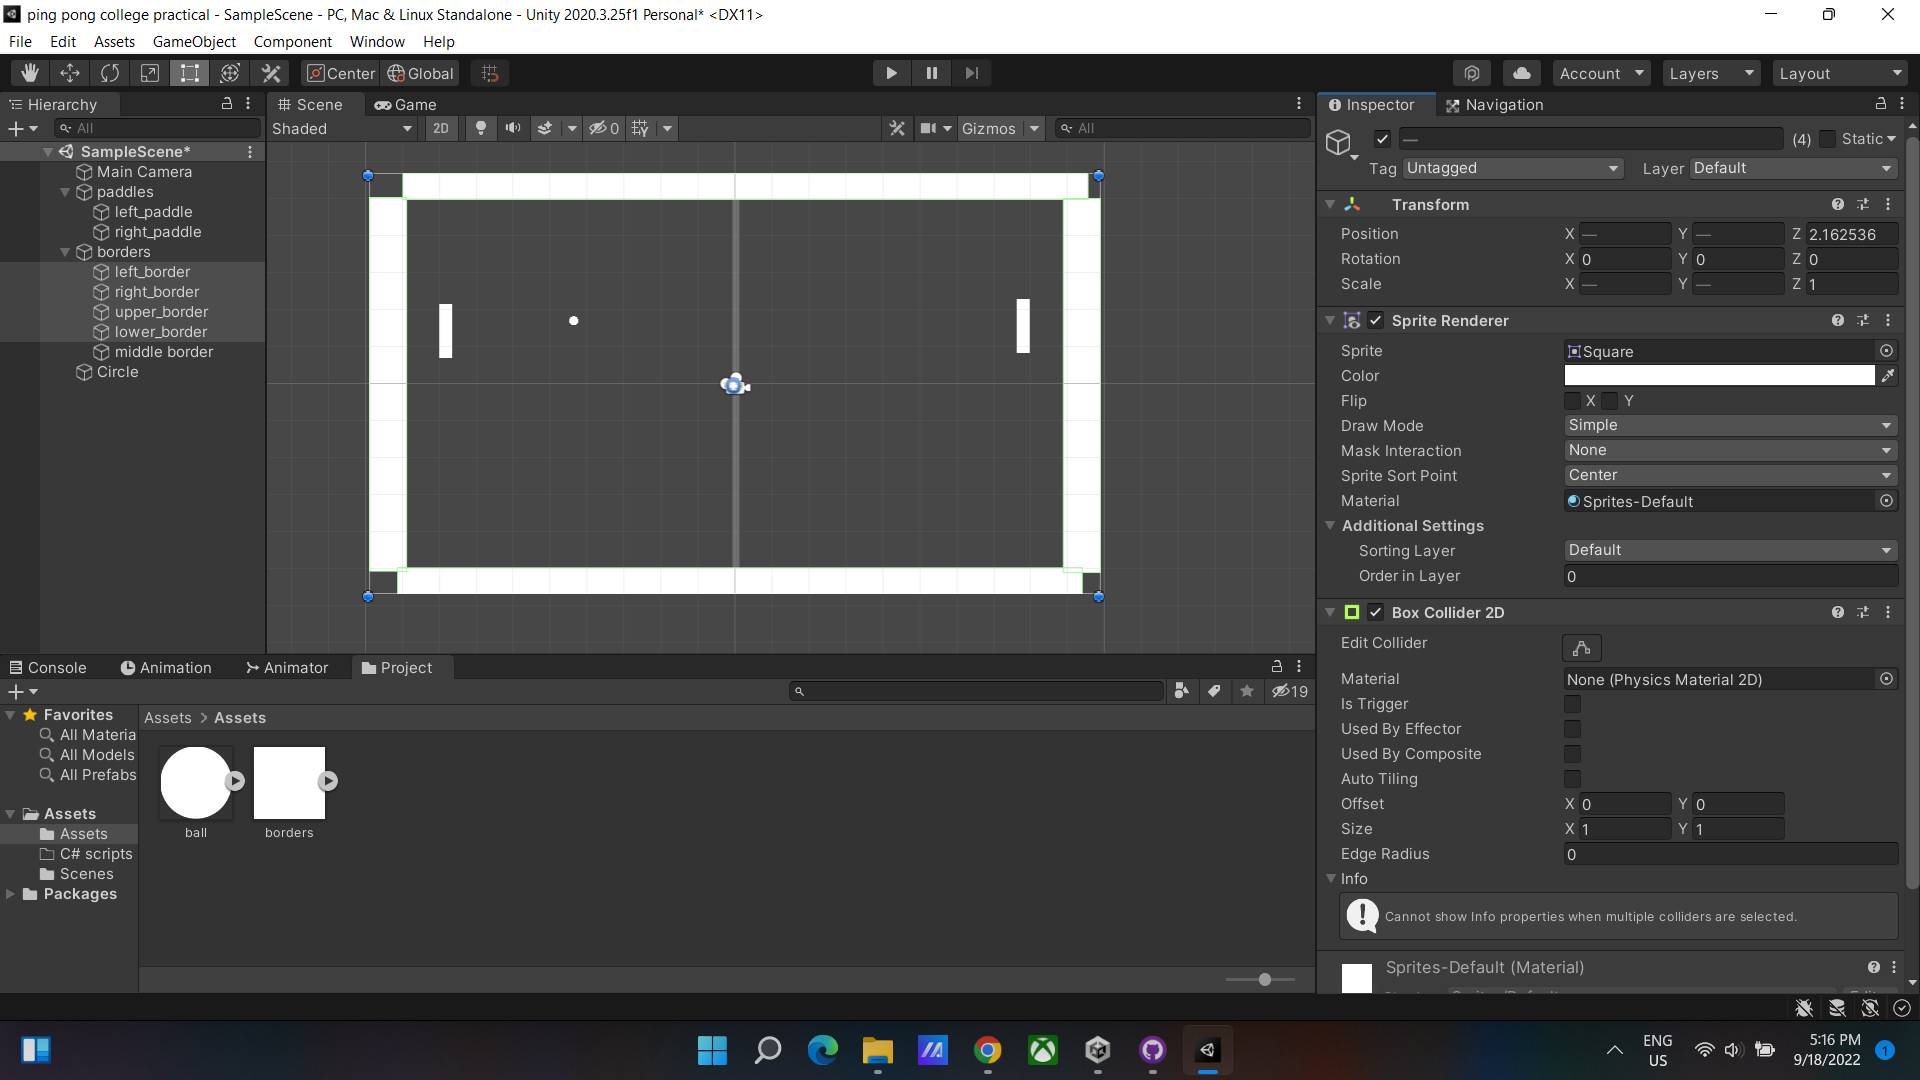 ping pong college practical - SampleScene - PC, Mac & Linux Standalone - Unity 2020.3.25f1 Personal* <DX11>
File Edit Assets GameObject Component Window Help
Center Global
Account Layers Layout
Hierarchy
All
SampleScene*
Main Camera
paddles
left_paddle
right_paddle
borders
left_border
right_border
upper_border
lower_border
middle border
Circle
Scene Game
Shaded 2D 0 Gizmos All
Inspector Navigation
— (4) Static
Tag Untagged Layer Default
Transform
Position X — Y — Z 2.162536
Rotation X 0 Y 0 Z 0
Scale X — Y — Z 1
Sprite Renderer
Sprite Square
Color
Flip X Y
Draw Mode Simple
Mask Interaction None
Sprite Sort Point Center
Material Sprites-Default
Additional Settings
Sorting Layer Default
Order in Layer 0
Box Collider 2D
Edit Collider
Material None (Physics Material 2D)
Is Trigger
Used By Effector
Used By Composite
Auto Tiling
Offset X 0 Y 0
Size X 1 Y 1
Edge Radius 0
Info
Cannot show Info properties when multiple colliders are selected.
Sprites-Default (Material)
Console Animation Animator Project
19
Favorites
All Materia
All Models
All Prefabs
Assets
Assets
C# scripts
Scenes
Packages
Assets > Assets
ball borders
ENG
US
5:16 PM
9/18/2022
1